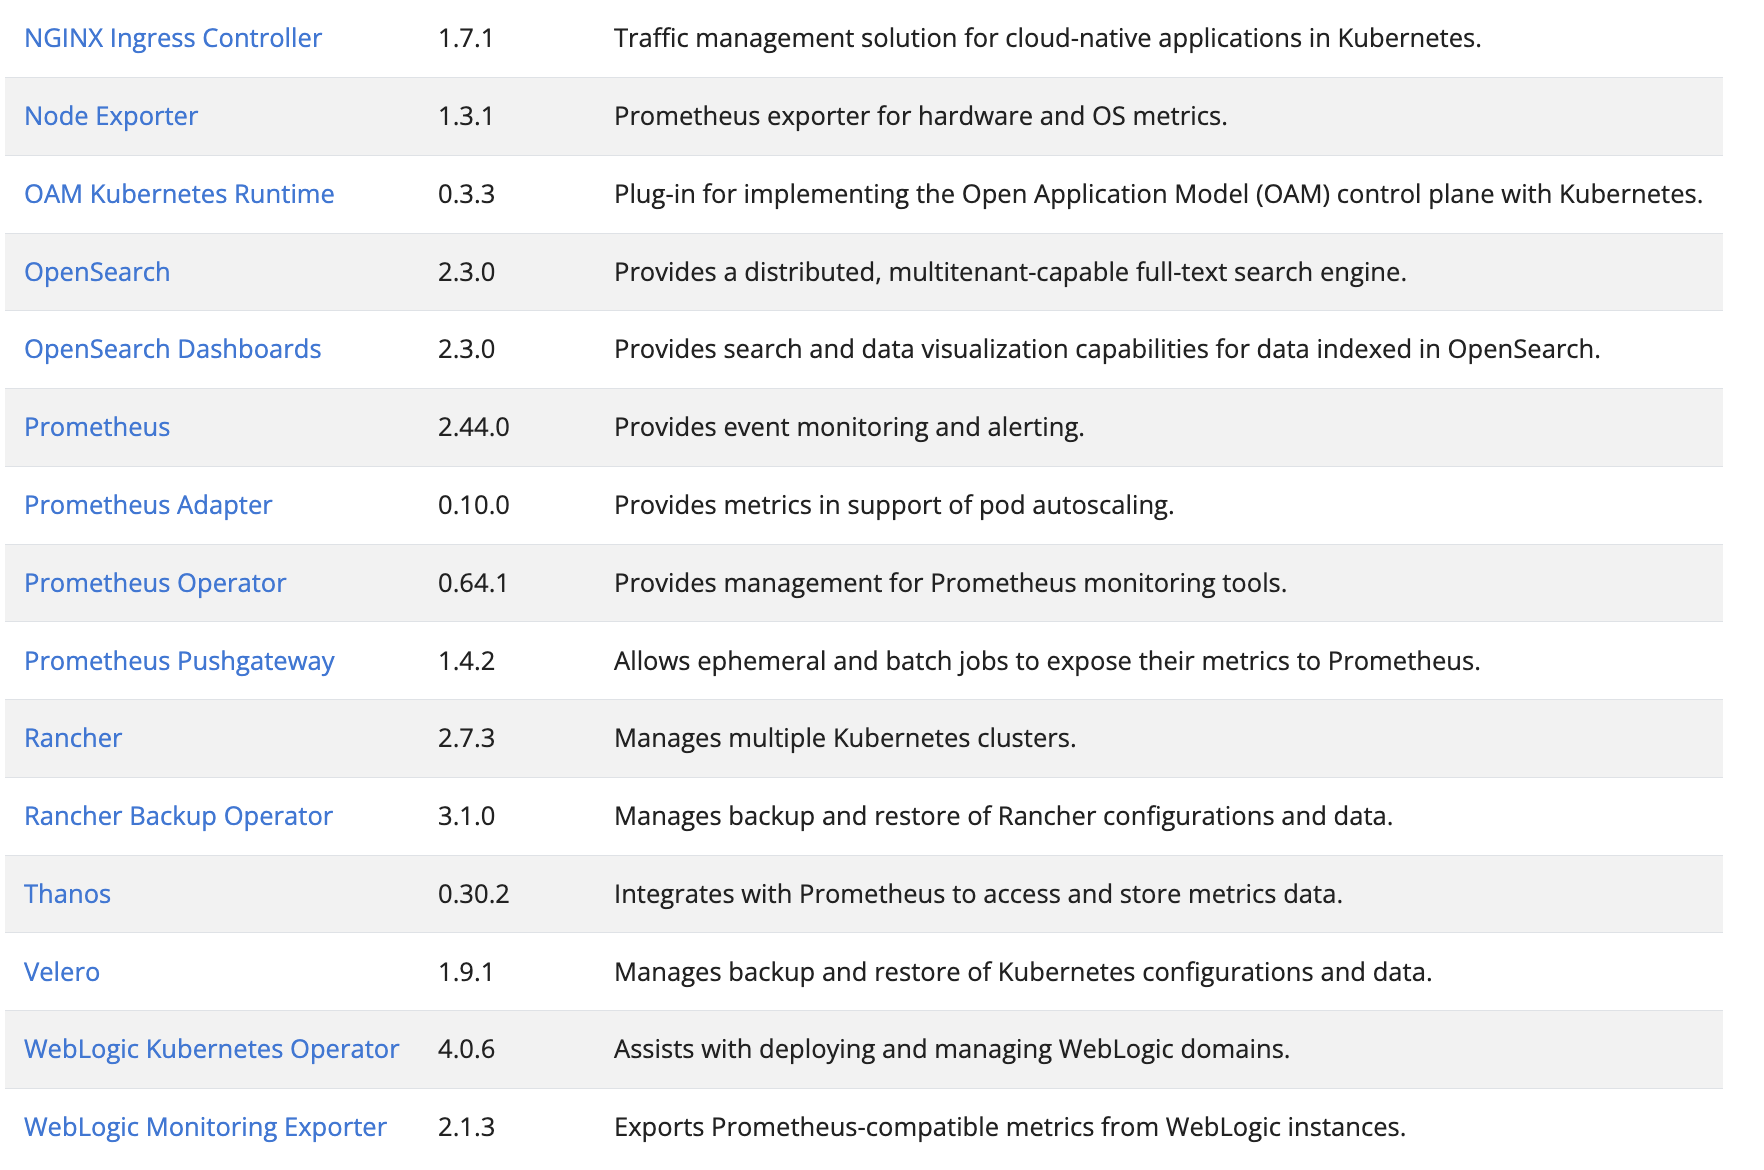 NGINX Ingress Controller 1.7.1 Traffic management solution for cloud-native applications in Kubernetes.
Node Exporter 1.3.1 Prometheus exporter for hardware and OS metrics.
OAM Kubernetes Runtime 0.3.3 Plug-in for implementing the Open Application Model (OAM) control plane with Kubernetes.
OpenSearch 2.3.0 Provides a distributed, multitenant-capable full-text search engine.
OpenSearch Dashboards 2.3.0 Provides search and data visualization capabilities for data indexed in OpenSearch.
Prometheus 2.44.0 Provides event monitoring and alerting.
Prometheus Adapter 0.10.0 Provides metrics in support of pod autoscaling.
Prometheus Operator 0.64.1 Provides management for Prometheus monitoring tools.
Prometheus Pushgateway 1.4.2 Allows ephemeral and batch jobs to expose their metrics to Prometheus.
Rancher 2.7.3 Manages multiple Kubernetes clusters.
Rancher Backup Operator 3.1.0 Manages backup and restore of Rancher configurations and data.
Thanos 0.30.2 Integrates with Prometheus to access and store metrics data.
Velero 1.9.1 Manages backup and restore of Kubernetes configurations and data.
WebLogic Kubernetes Operator 4.0.6 Assists with deploying and managing WebLogic domains.
WebLogic Monitoring Exporter 2.1.3 Exports Prometheus-compatible metrics from WebLogic instances.